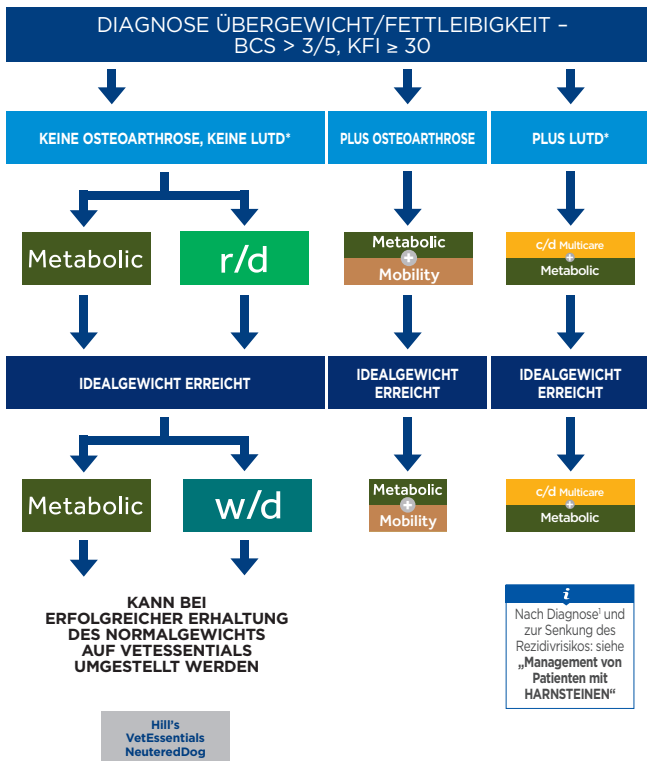 DIAGNOSE ÜBERGEWICHT/FETTLEIBIGKEIT –
BCS > 3/5, KFI ≥ 30
KEINE OSTEOARTHROSE, KEINE LUTD*
PLUS OSTEOARTHROSE
PLUS LUTD*
Metabolic
r/d
Metabolic
+
Mobility
c/d Multicare
+
Metabolic
IDEALGEWICHT ERREICHT
IDEALGEWICHT
ERREICHT
IDEALGEWICHT
ERREICHT
Metabolic
w/d
Metabolic
+
Mobility
c/d Multicare
+
Metabolic
KANN BEI
ERFOLGREICHER ERHALTUNG
DES NORMALGEWICHTS
AUF VETESSENTIALS
UMGESTELLT WERDEN
i
Nach Diagnose¹ und
zur Senkung des
Rezidivrisikos: siehe
„Management von
Patienten mit
HARNSTEINEN“
Hill's
VetEssentials
NeuteredDog